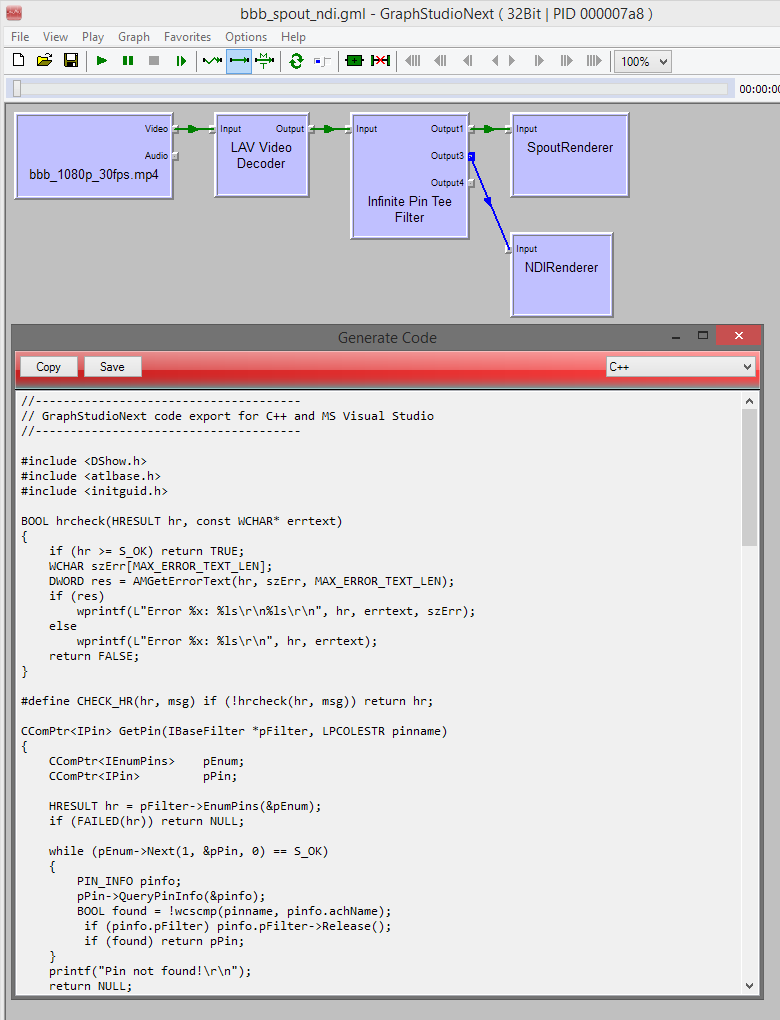 bbb_spout_ndi.gml - GraphStudioNext ( 32Bit | PID 000007a8 )
File View Play Graph Favorites Options Help
100%
00:00:0
Video
Audio
bbb_1080p_30fps.mp4
Input Output
LAV Video
Decoder
Input Output1
Output3
Output4
Infinite Pin Tee
Filter
Input
SpoutRenderer
Input
NDIRenderer
Generate Code
Copy Save C++
//--------------------------------------
// GraphStudioNext code export for C++ and MS Visual Studio
//--------------------------------------
#include <DShow.h>
#include <atlbase.h>
#include <initguid.h>
BOOL hrcheck(HRESULT hr, const WCHAR* errtext)
{
    if (hr >= S_OK) return TRUE;
    WCHAR szErr[MAX_ERROR_TEXT_LEN];
    DWORD res = AMGetErrorText(hr, szErr, MAX_ERROR_TEXT_LEN);
    if (res)
        wprintf(L"Error %x: %ls\r\n%ls\r\n", hr, errtext, szErr);
    else
        wprintf(L"Error %x: %ls\r\n", hr, errtext);
    return FALSE;
}
#define CHECK_HR(hr, msg) if (!hrcheck(hr, msg)) return hr;
CComPtr<IPin> GetPin(IBaseFilter *pFilter, LPCOLESTR pinname)
{
    CComPtr<IEnumPins>    pEnum;
    CComPtr<IPin>         pPin;
    HRESULT hr = pFilter->EnumPins(&pEnum);
    if (FAILED(hr)) return NULL;
    while (pEnum->Next(1, &pPin, 0) == S_OK)
    {
        PIN_INFO pinfo;
        pPin->QueryPinInfo(&pinfo);
        BOOL found = !wcscmp(pinname, pinfo.achName);
         if (pinfo.pFilter) pinfo.pFilter->Release();
         if (found) return pPin;
    }
    printf("Pin not found!\r\n");
    return NULL;